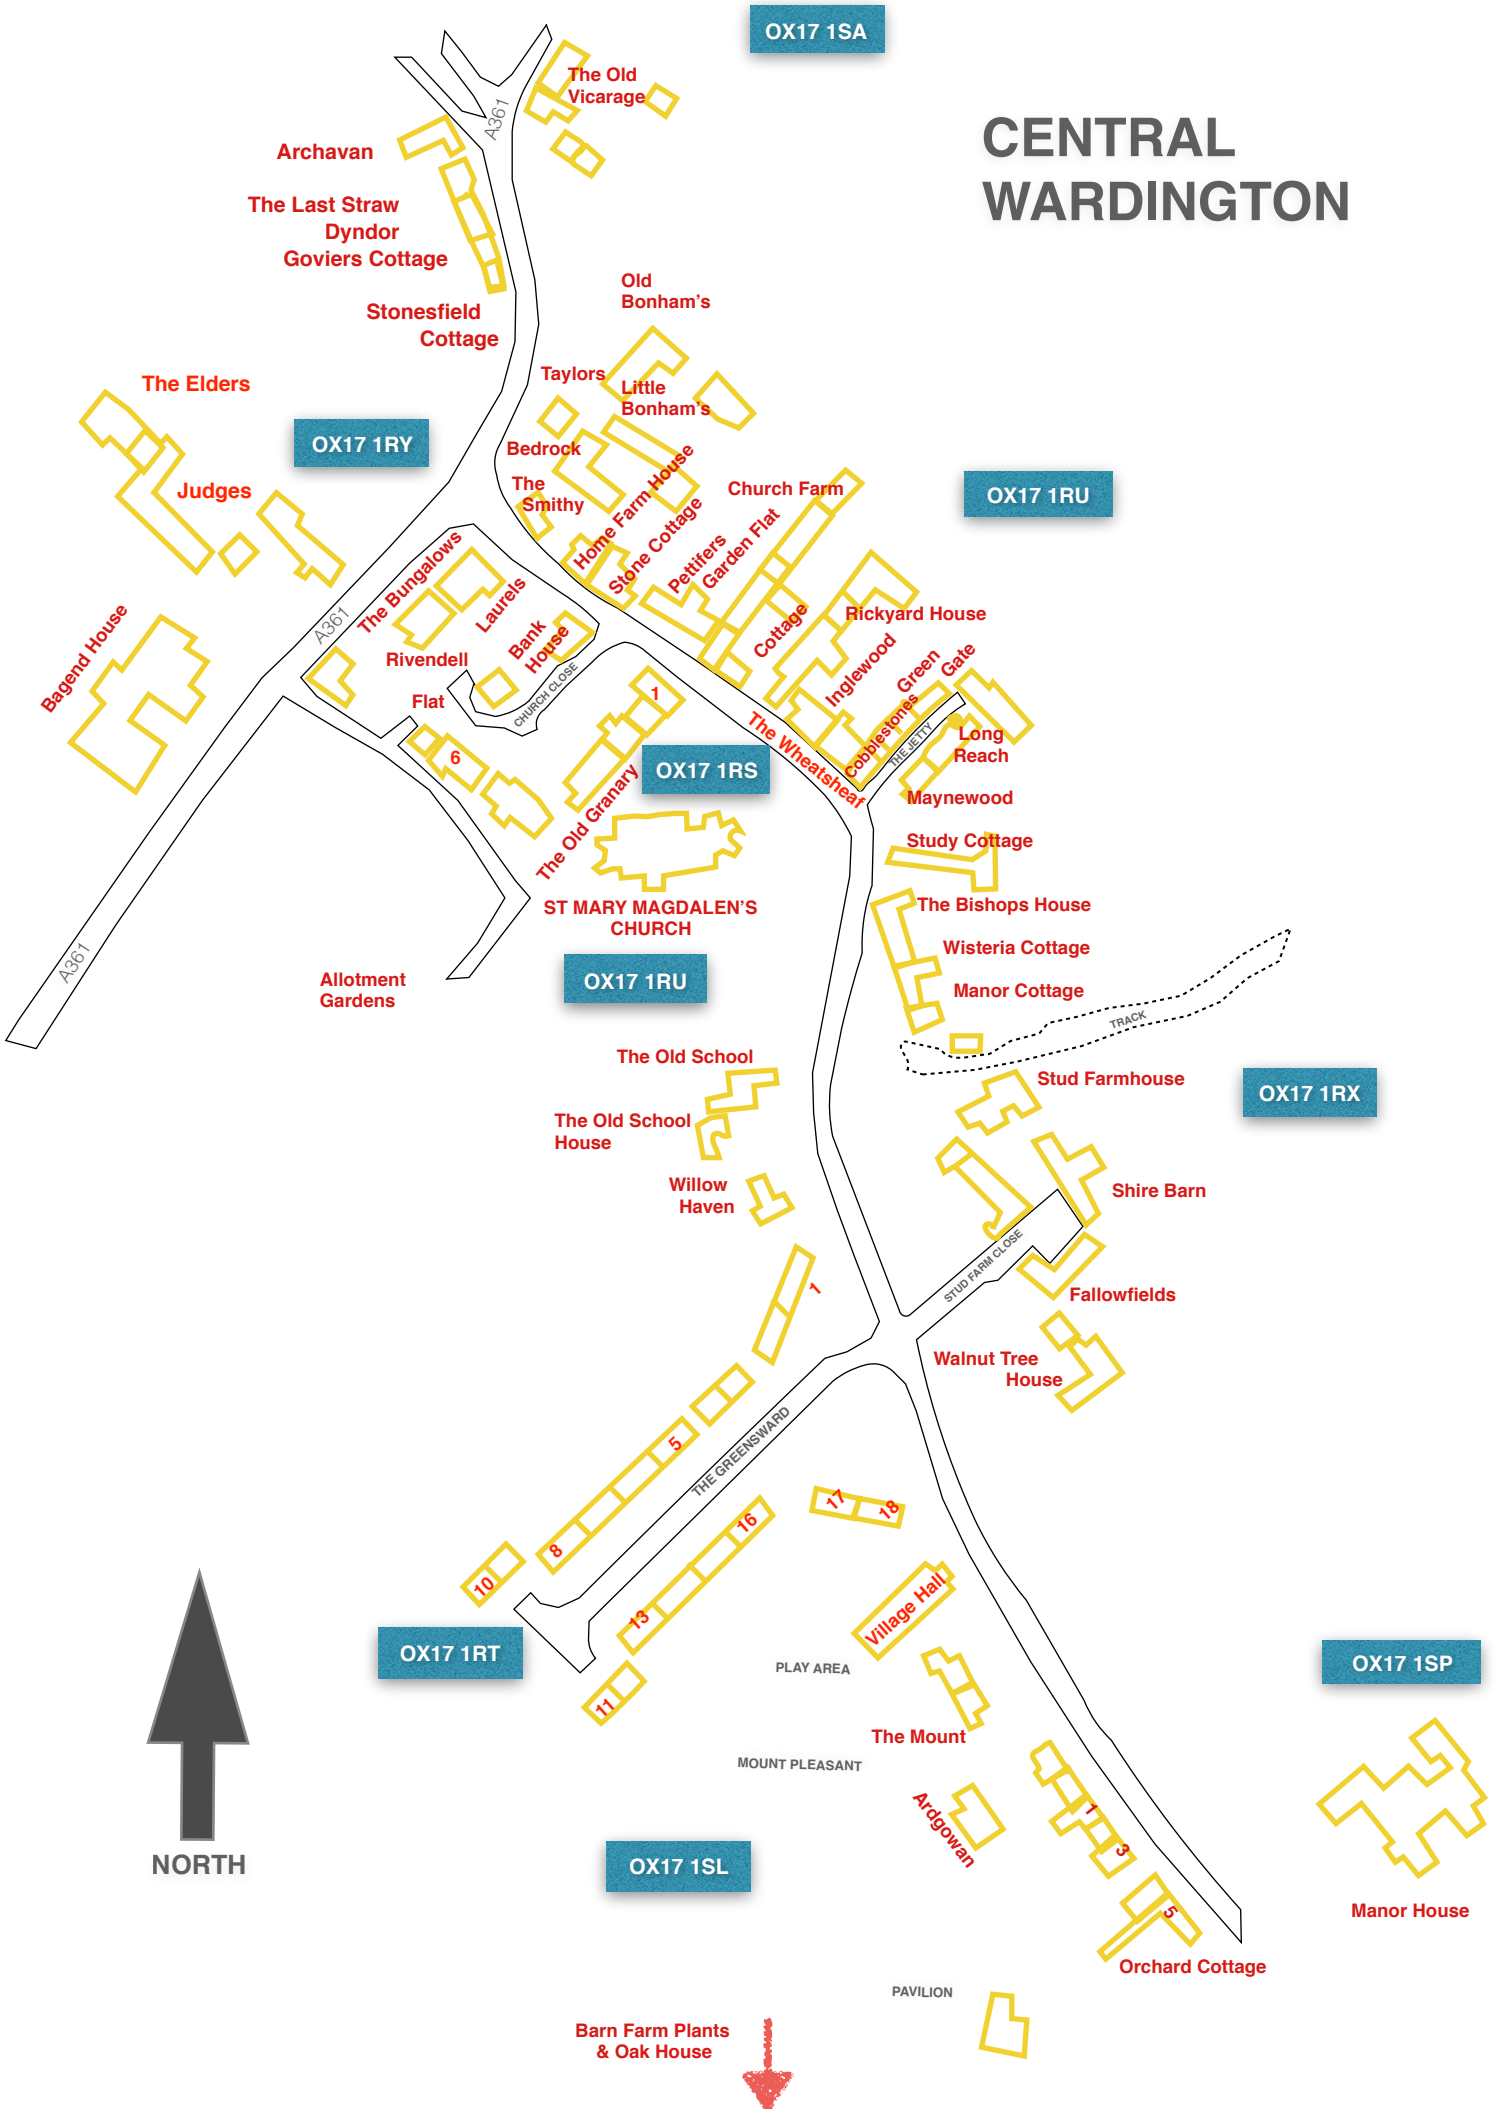 OX17 1SA
CENTRAL
WARDINGTON
The Old
Vicarage
A361
Archavan
The Last Straw
Dyndor
Goviers Cottage
Stonesfield
Cottage
Old
Bonham's
Taylors
Little
Bonham's
The Elders
OX17 1RY
Bedrock
The
Smithy
Judges
Home Farm House
Stone Cottage
Church Farm
OX17 1RU
Pettifers
Garden Flat
The Bungalows
Laurels
Bank
House
A361
Bagend House
Rivendell
Flat
CHURCH CLOSE
Cottage
Rickyard House
Inglewood
Green
Gate
Cobblestones
THE JETTY
Long
Reach
1
The Wheatsheaf
6
OX17 1RS
The Old Granary
Maynewood
Study Cottage
ST MARY MAGDALEN'S
CHURCH
The Bishops House
Wisteria Cottage
A361
Allotment
Gardens
OX17 1RU
Manor Cottage
TRACK
The Old School
Stud Farmhouse
OX17 1RX
The Old School
House
Willow
Haven
Shire Barn
STUD FARM CLOSE
1
Fallowfields
Walnut Tree
House
5
THE GREENSWARD
8
10
16
17
18
13
11
Village Hall
OX17 1RT
PLAY AREA
OX17 1SP
The Mount
MOUNT PLEASANT
Ardgowan
1
3
5
NORTH
OX17 1SL
Manor House
Orchard Cottage
PAVILION
Barn Farm Plants
& Oak House